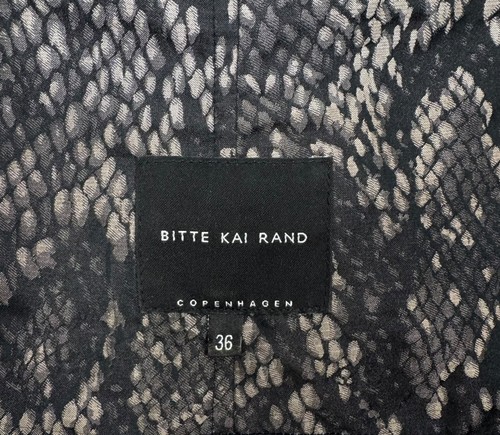 BITTE KAI RAND
COPENHAGEN
36